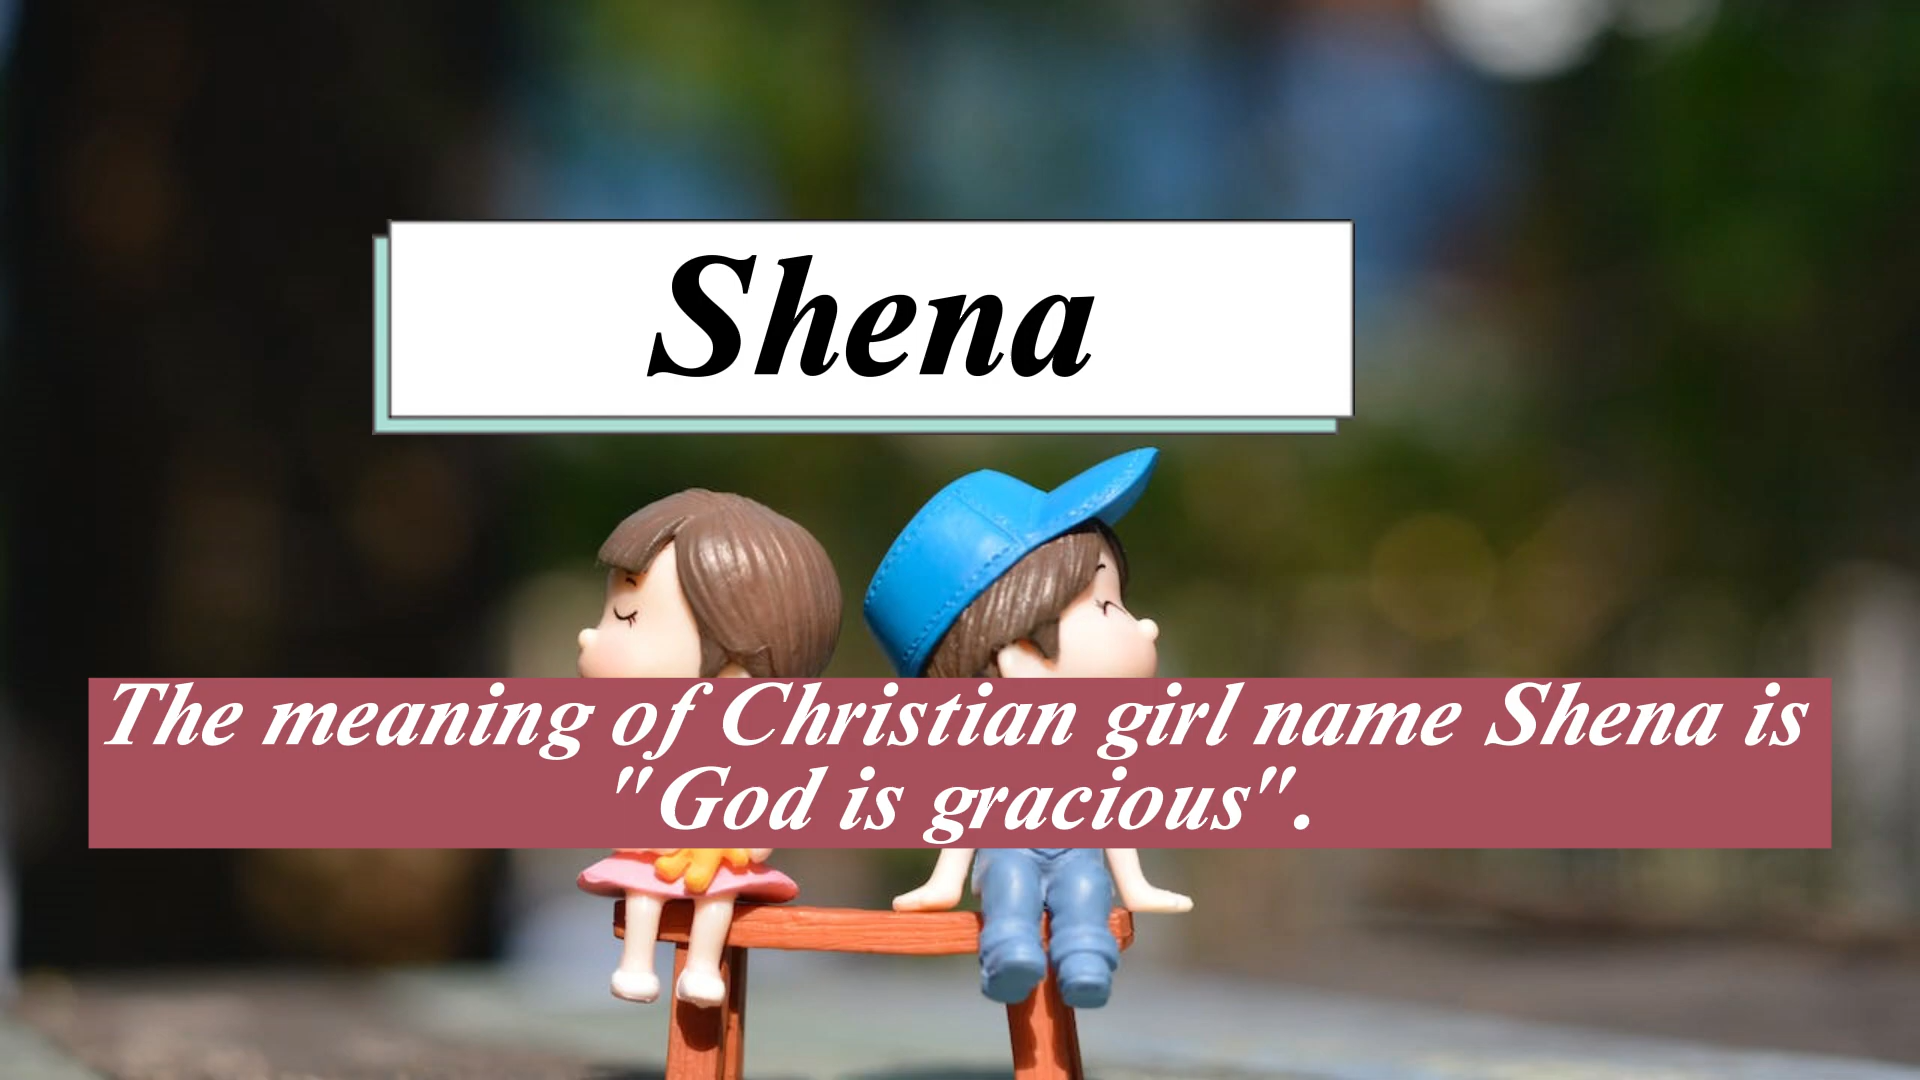 Shena
The meaning of Christian girl name Shena is
"God is gracious".